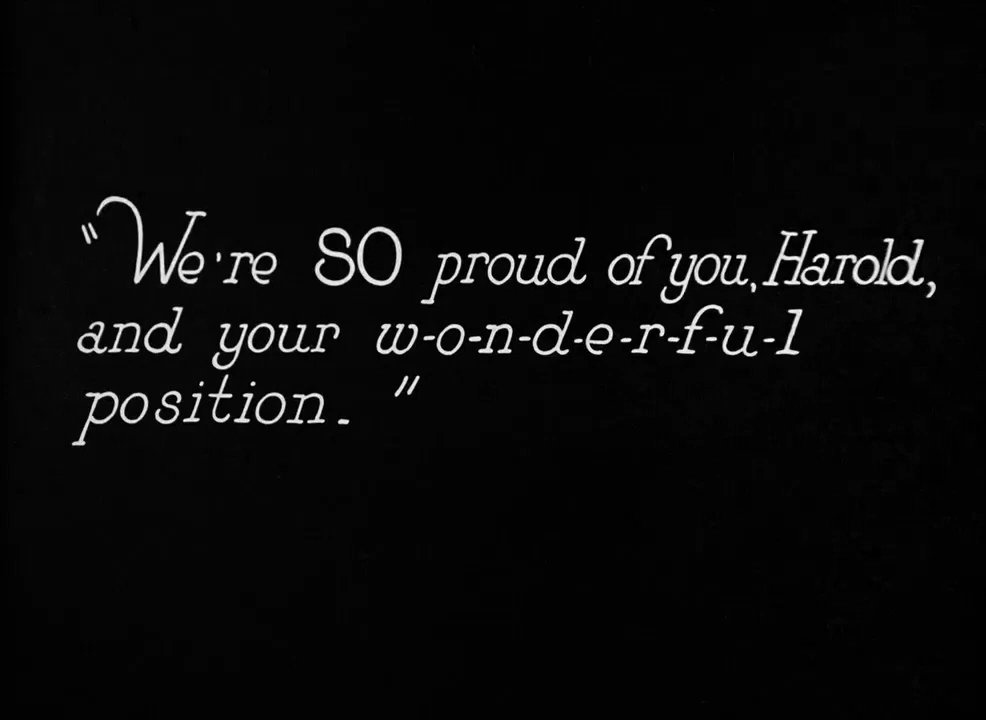 "We're SO proud of you, Harold,
and your w-o-n-d-e-r-f-u-l
position."